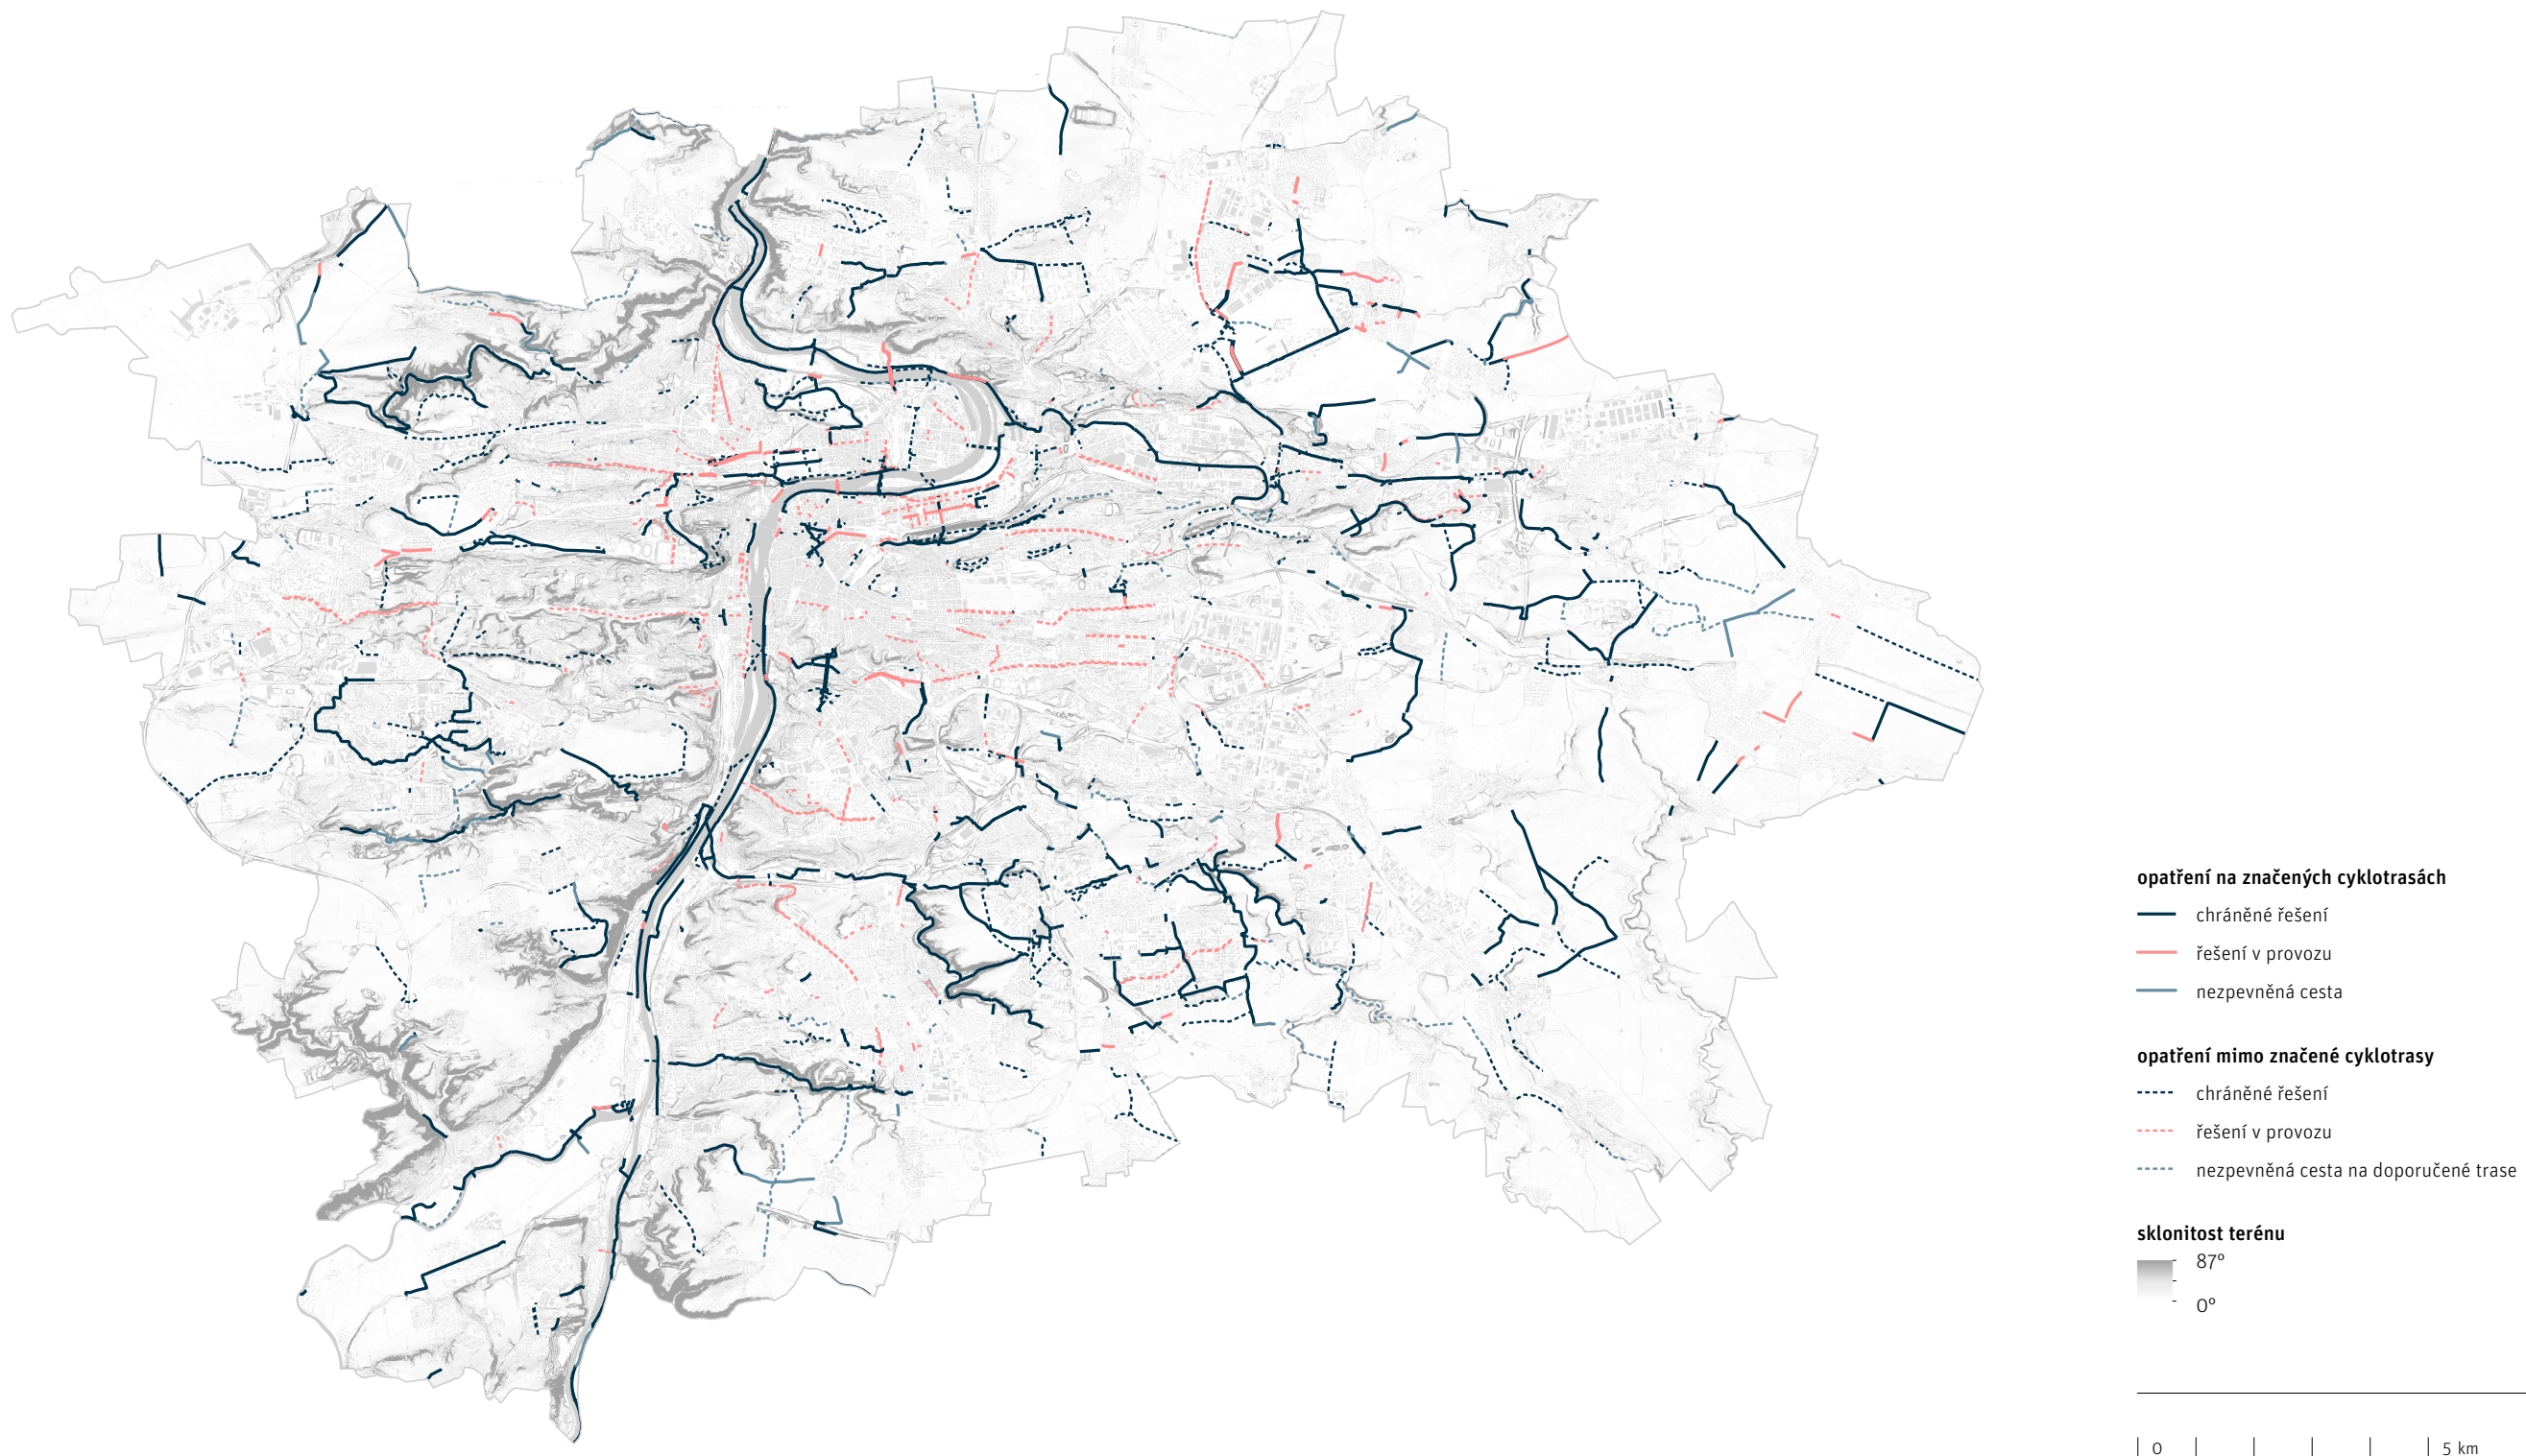 opatření na značených cyklotrasách
chráněné řešení
řešení v provozu
nezpevněná cesta
opatření mimo značené cyklotrasy
chráněné řešení
řešení v provozu
nezpevněná cesta na doporučené trase
sklonitost terénu
87°
0°
0 5 km